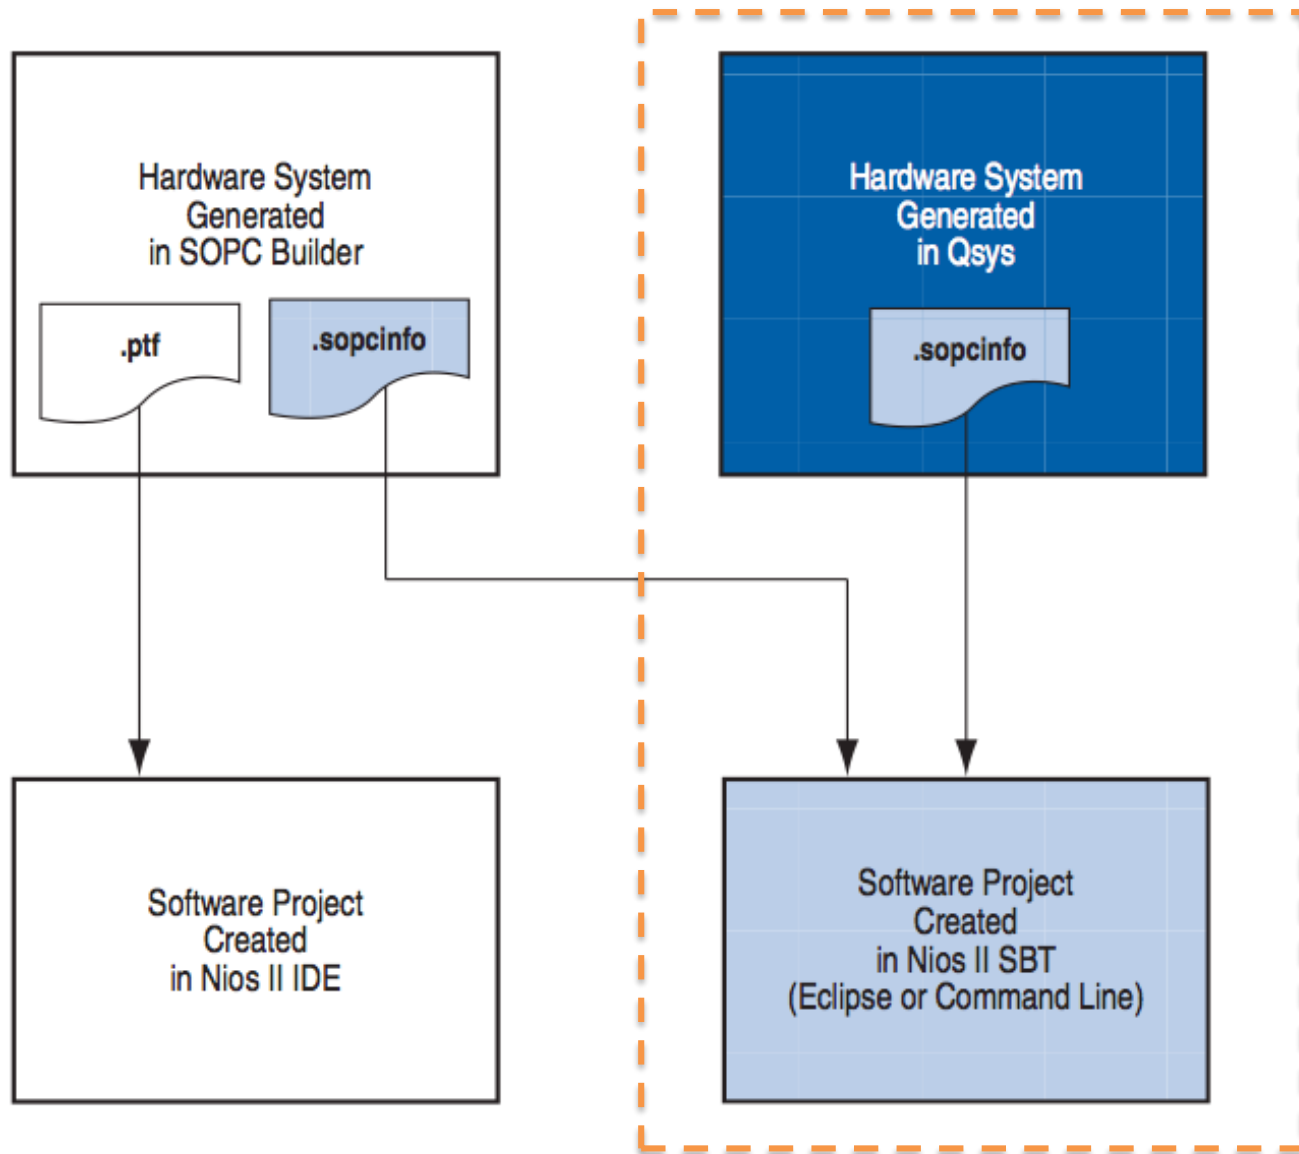 Hardware System
Generated
in SOPC Builder
.ptf
.sopcinfo
Hardware System
Generated
in Qsys
.sopcinfo
Software Project
Created
in Nios II IDE
Software Project
Created
in Nios II SBT
(Eclipse or Command Line)